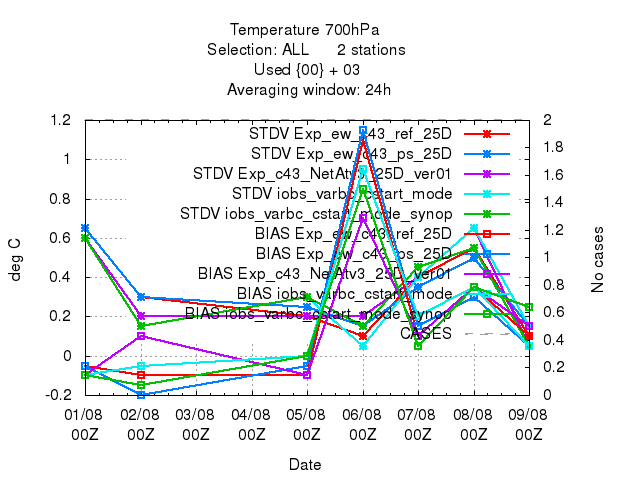 Temperature 700hPa
Selection: ALL 2 stations
Used {00} + 03
Averaging window: 24h
1.2
1
0.8
0.6
0.4
0.2
0
-0.2
deg C
2
1.8
1.6
1.4
1.2
1
0.8
0.6
0.4
0.2
0
No cases
STDV Exp_ew_c43_ref_25D
STDV Exp_ew_c43_ps_25D
STDV Exp_c43_NetAtv3_25D_ver01
STDV iobs_varbc_cstart_mode
STDV iobs_varbc_cstart_mode_synop
BIAS Exp_ew_c43_ref_25D
BIAS Exp_ew_c43_ps_25D
BIAS Exp_c43_NetAtv3_25D_ver01
BIAS iobs_varbc_cstart_mode
BIAS iobs_varbc_cstart_mode_synop
CASES
01/08 02/08 03/08 04/08 05/08 06/08 07/08 08/08 09/08
00Z 00Z 00Z 00Z 00Z 00Z 00Z 00Z 00Z
Date